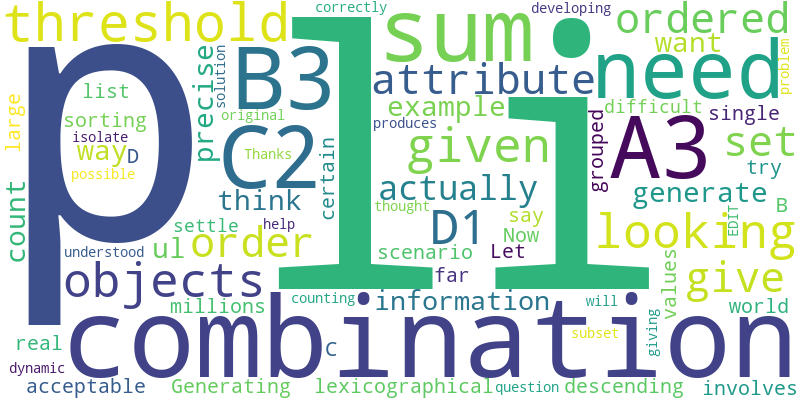 correctly
developing
threshold
sum
ordered
want
problem
precise
solution
B3
attribute
need
list
large
sorting
original
isolate
way
D
possible
Thanks
C2
example
produces
given
difficult
single
grouped
A3
set
try
p
li
count
think
certain
actually
thought
D1
say
Now
generate
EDIT
B
settle
help
understood
ul
order
scenario
Let
looking
objects
far
values
give
millions
counting
information
will
world
real
combination
C
subset
giving
dynamic
acceptable
Generating
lexicographical
question
descending
involves